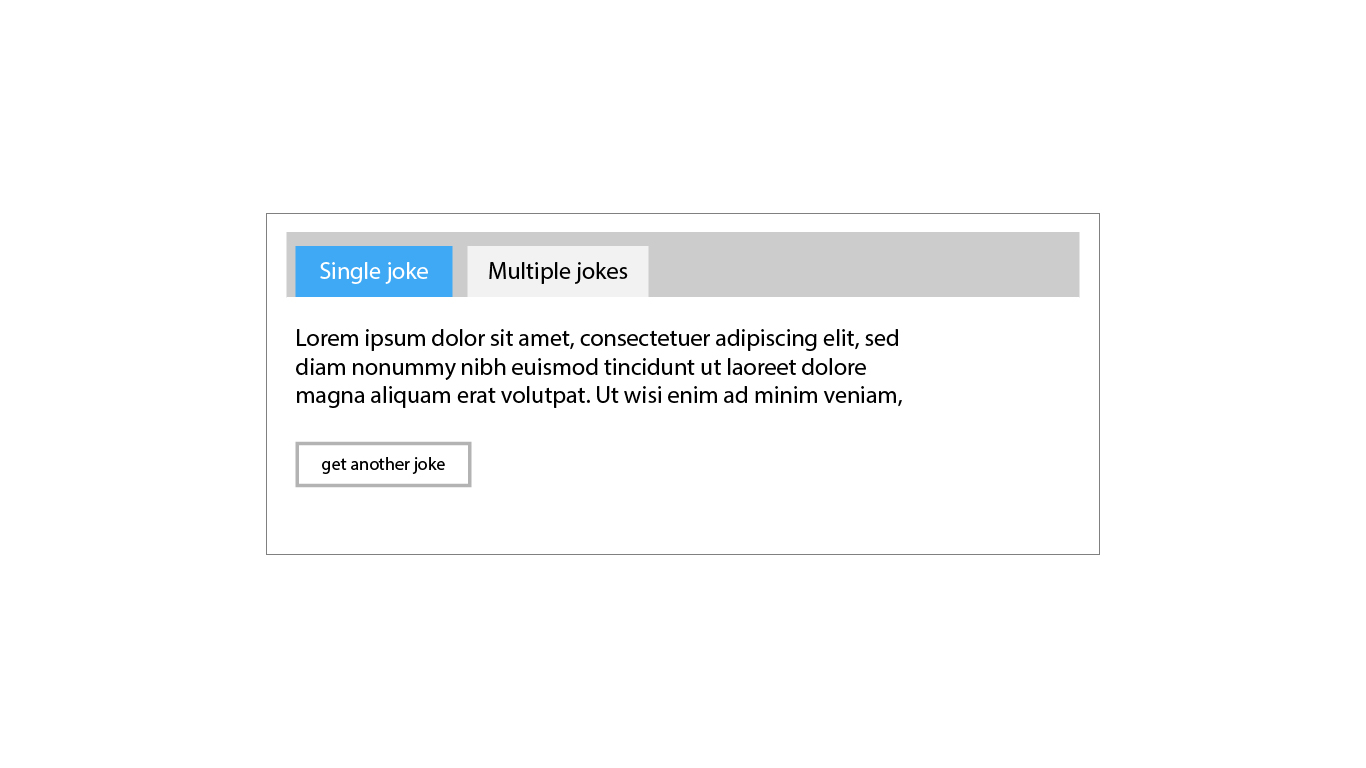 Single joke
Multiple jokes
Lorem ipsum dolor sit amet, consectetuer adipiscing elit, sed
diam nonummy nibh euismod tincidunt ut laoreet dolore
magna aliquam erat volutpat. Ut wisi enim ad minim veniam,
get another joke